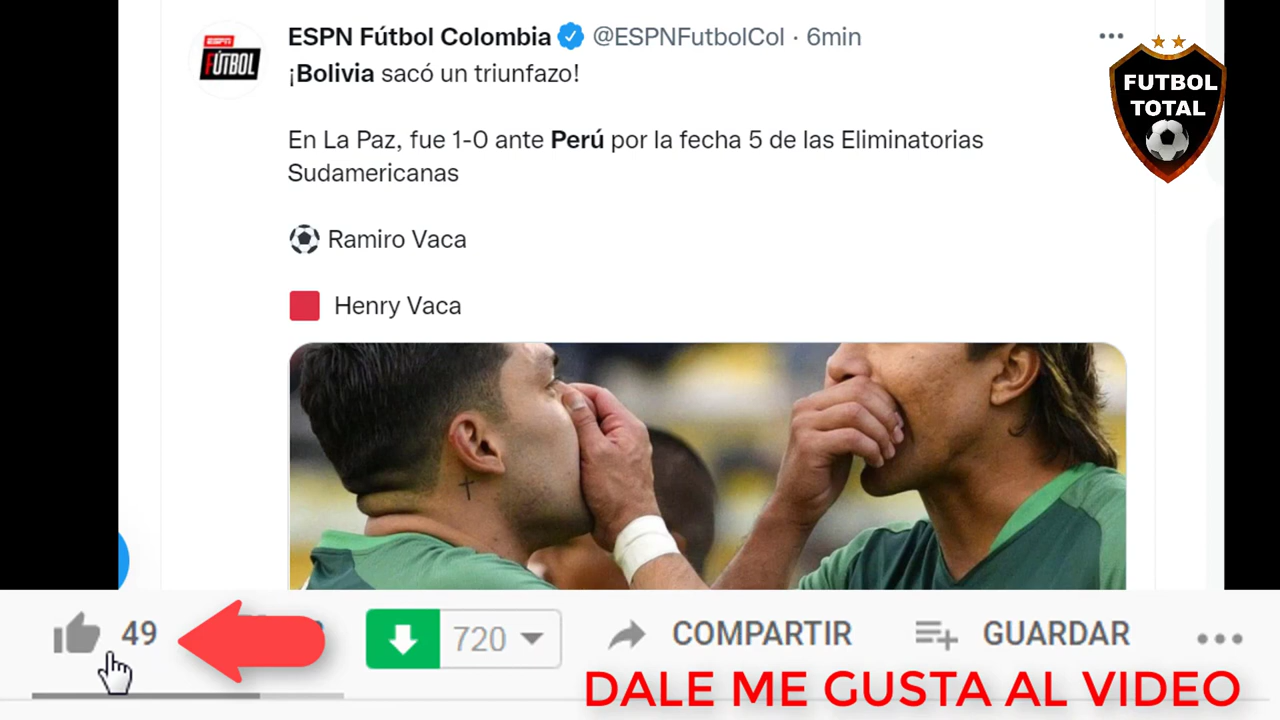 ESPN Fútbol Colombia @ESPNFutbolCol · 6min
¡Bolivia sacó un triunfazo!
En La Paz, fue 1-0 ante Perú por la fecha 5 de las Eliminatorias
Sudamericanas
Ramiro Vaca
Henry Vaca
ESPN
FÚTBOL
FUTBOL
TOTAL
49
720
COMPARTIR
GUARDAR
DALE ME GUSTA AL VIDEO